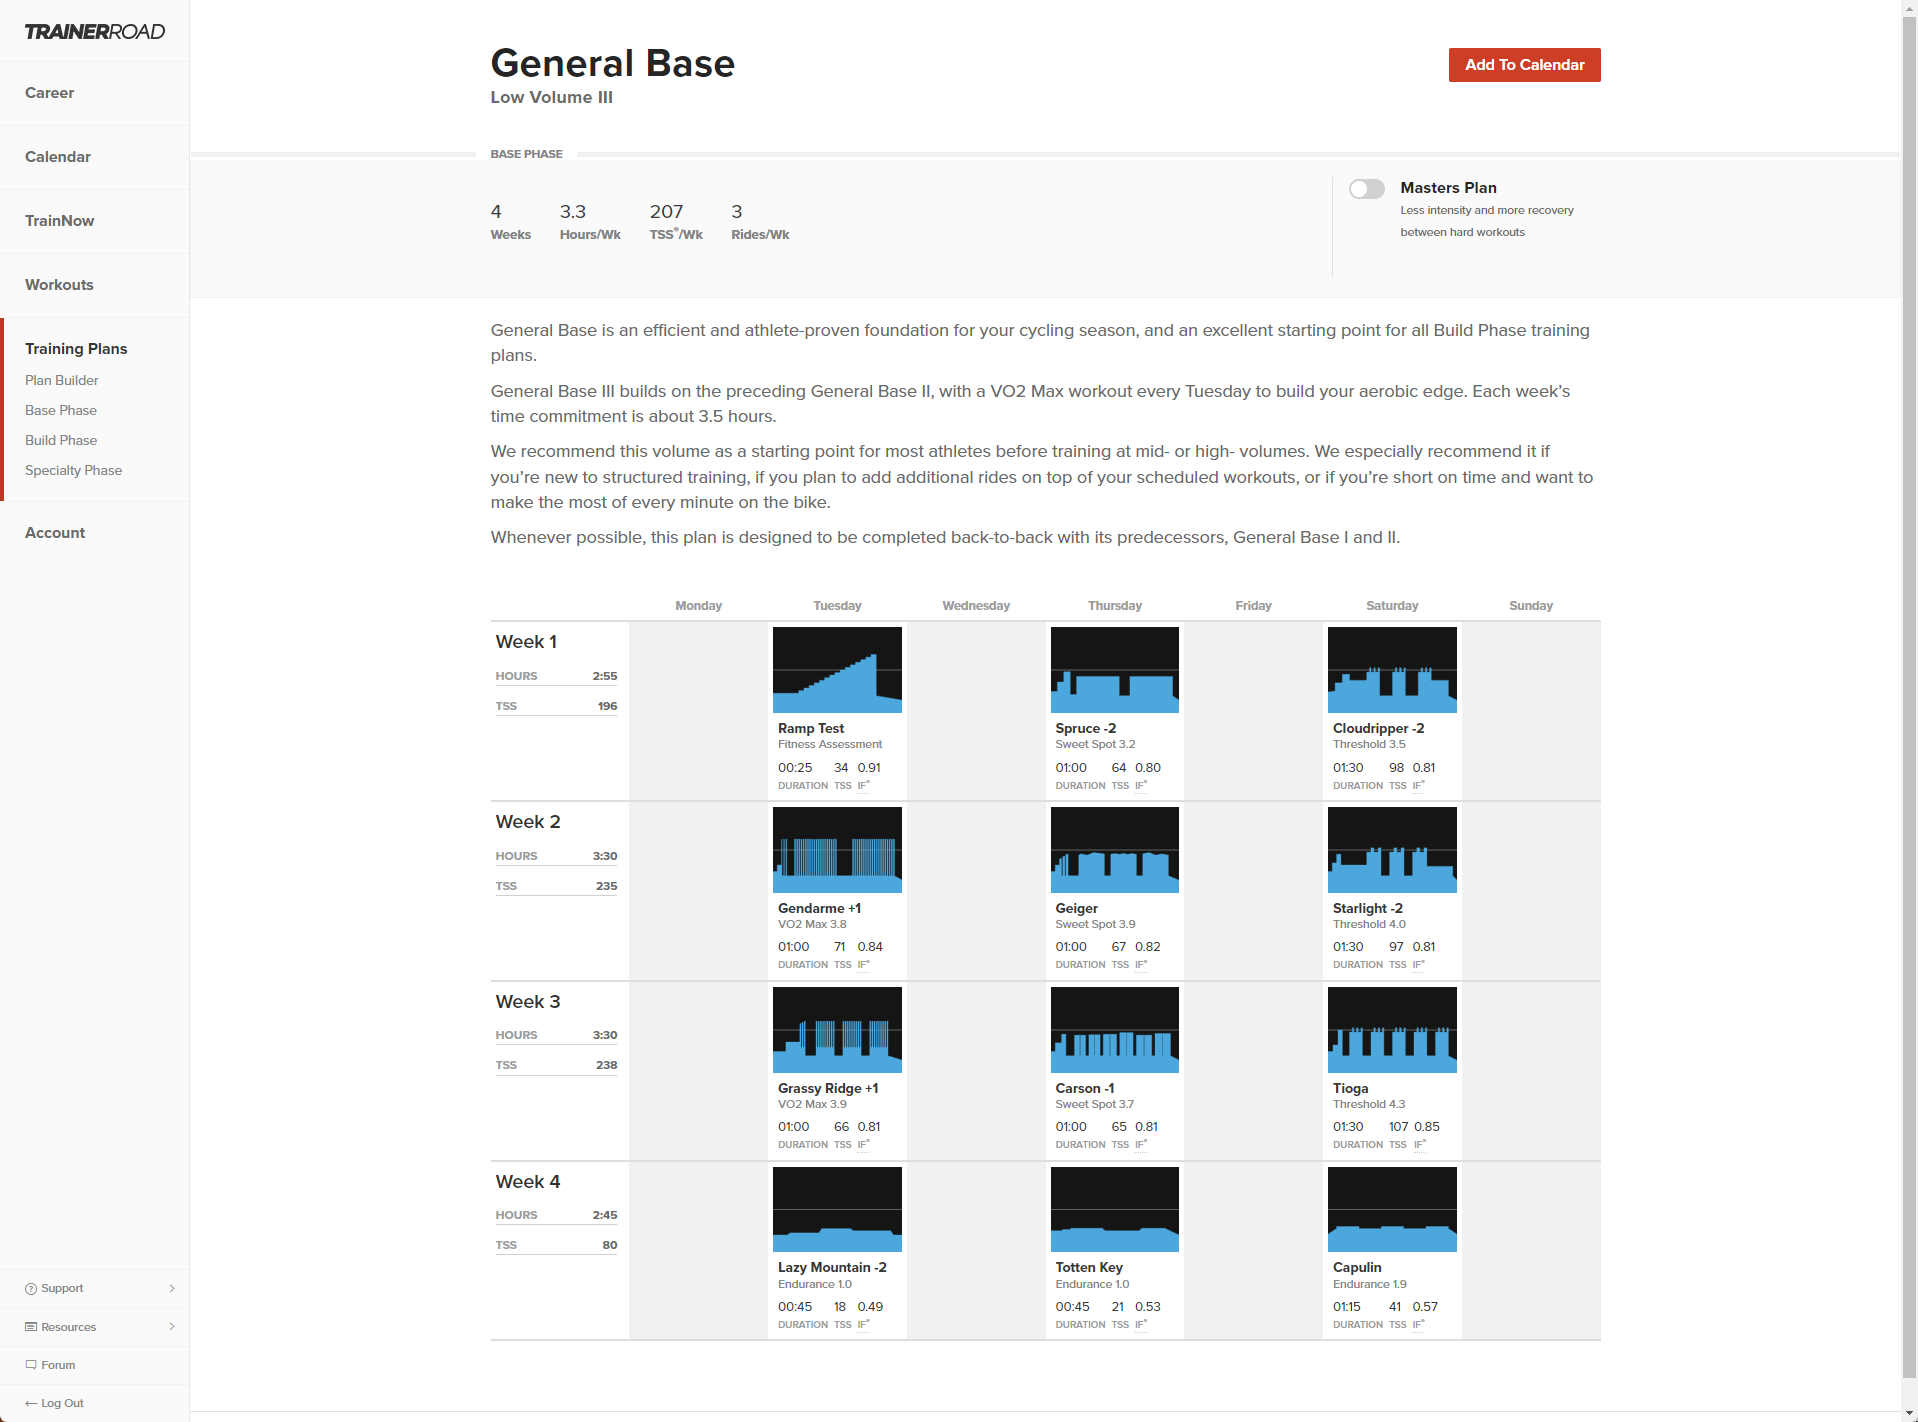 TRAINERROAD
Career
Calendar
TrainNow
Workouts
Training Plans
Plan Builder
Base Phase
Build Phase
Specialty Phase
Account
Support
Resources
Forum
Log Out
General Base
Low Volume III
Add To Calendar
BASE PHASE
4 3.3 207 3
Weeks Hours/Wk TSS®/Wk Rides/Wk
Masters Plan
Less intensity and more recovery
between hard workouts
General Base is an efficient and athlete-proven foundation for your cycling season, and an excellent starting point for all Build Phase training
plans.
General Base III builds on the preceding General Base II, with a VO2 Max workout every Tuesday to build your aerobic edge. Each week’s
time commitment is about 3.5 hours.
We recommend this volume as a starting point for most athletes before training at mid- or high- volumes. We especially recommend it if
you’re new to structured training, if you plan to add additional rides on top of your scheduled workouts, or if you’re short on time and want to
make the most of every minute on the bike.
Whenever possible, this plan is designed to be completed back-to-back with its predecessors, General Base I and II.
Monday Tuesday Wednesday Thursday Friday Saturday Sunday
Week 1
HOURS 2:55
TSS 196
Ramp Test
Fitness Assessment
00:25 34 0.91
DURATION TSS IF®
Spruce -2
Sweet Spot 3.2
01:00 64 0.80
DURATION TSS IF®
Cloudripper -2
Threshold 3.5
01:30 98 0.81
DURATION TSS IF®
Week 2
HOURS 3:30
TSS 235
Gendarme +1
VO2 Max 3.8
01:00 71 0.84
DURATION TSS IF®
Geiger
Sweet Spot 3.9
01:00 67 0.82
DURATION TSS IF®
Starlight -2
Threshold 4.0
01:30 97 0.81
DURATION TSS IF®
Week 3
HOURS 3:30
TSS 238
Grassy Ridge +1
VO2 Max 3.9
01:00 66 0.81
DURATION TSS IF®
Carson -1
Sweet Spot 3.7
01:00 65 0.81
DURATION TSS IF®
Tioga
Threshold 4.3
01:30 107 0.85
DURATION TSS IF®
Week 4
HOURS 2:45
TSS 80
Lazy Mountain -2
Endurance 1.0
00:45 18 0.49
DURATION TSS IF®
Totten Key
Endurance 1.0
00:45 21 0.53
DURATION TSS IF®
Capulin
Endurance 1.9
01:15 41 0.57
DURATION TSS IF®